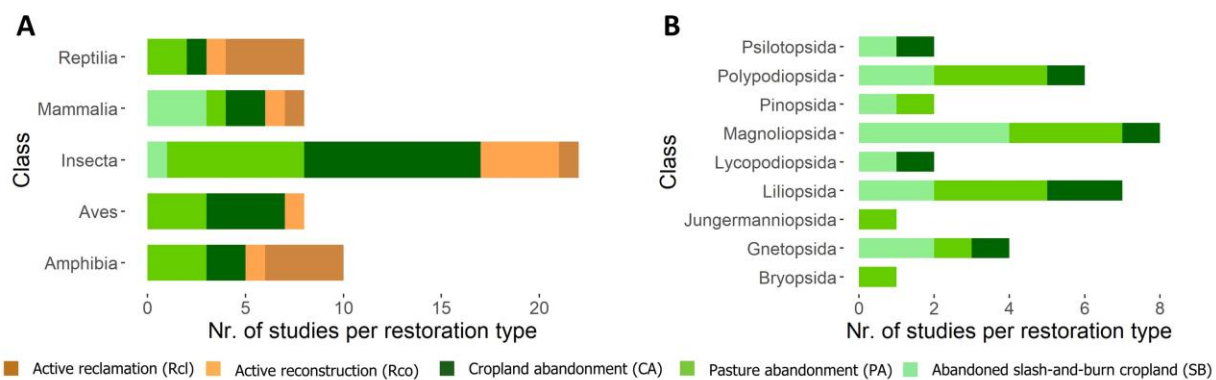 A
Reptilia
Mammalia
Insecta
Aves
Amphibia
Class
0 5 10 15 20
Nr. of studies per restoration type
B
Psilotopsida
Polypodiopsida
Pinopsida
Magnoliopsida
Lycopodiopsida
Liliopsida
Jungermanniopsida
Gnetopsida
Bryopsida
Class
0 2 4 6 8
Nr. of studies per restoration type
Active reclamation (Rcl) Active reconstruction (Rco) Cropland abandonment (CA) Pasture abandonment (PA) Abandoned slash-and-burn cropland (SB)